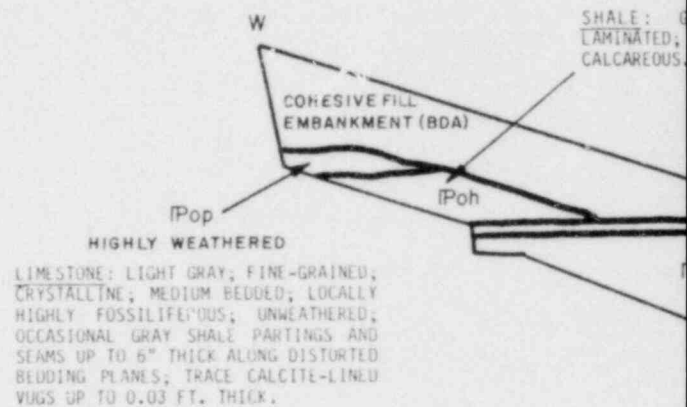 W
SHALE: G
LAMINATED;
CALCAREOUS.
COHESIVE FILL
EMBANKMENT (BDA)
ℿPoh
ℿPop
HIGHLY WEATHERED
LIMESTONE: LIGHT GRAY; FINE-GRAINED;
CRYSTALLINE; MEDIUM BEDDED; LOCALLY
HIGHLY FOSSILIFEROUS; UNWEATHERED;
OCCASIONAL GRAY SHALE PARTINGS AND
SEAMS UP TO 6" THICK ALONG DISTORTED
BEDDING PLANES; TRACE CALCITE-LINED
VUGS UP TO 0.03 FT. THICK.